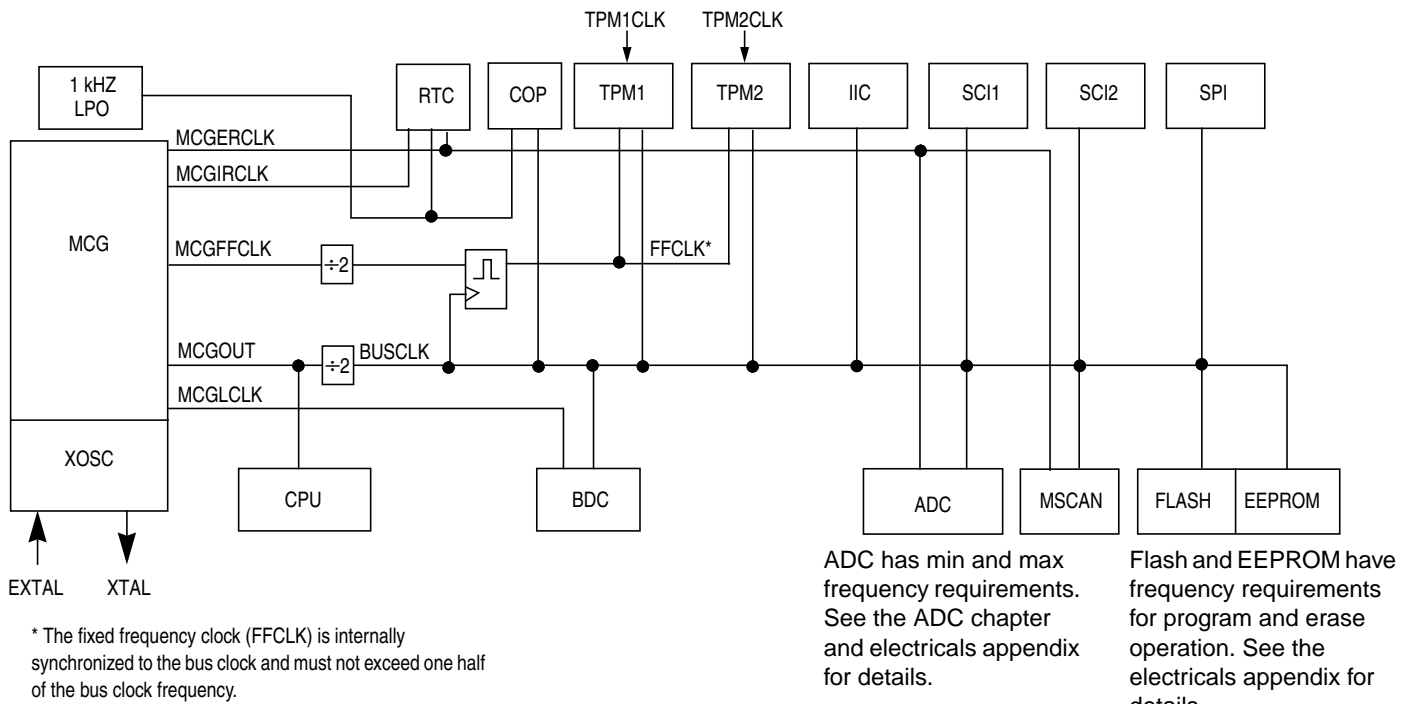 TPM1CLK TPM2CLK
1 kHZ
LPO
RTC COP TPM1 TPM2 IIC SCI1 SCI2 SPI
MCGERCLK
MCGIRCLK
MCG
MCGFFCLK ÷2 FFCLK*
MCGOUT ÷2 BUSCLK
MCGLCLK
XOSC
CPU BDC ADC MSCAN FLASH EEPROM
EXTAL XTAL
* The fixed frequency clock (FFCLK) is internally
synchronized to the bus clock and must not exceed one half
of the bus clock frequency.
ADC has min and max
frequency requirements.
See the ADC chapter
and electricals appendix
for details.
Flash and EEPROM have
frequency requirements
for program and erase
operation. See the
electricals appendix for